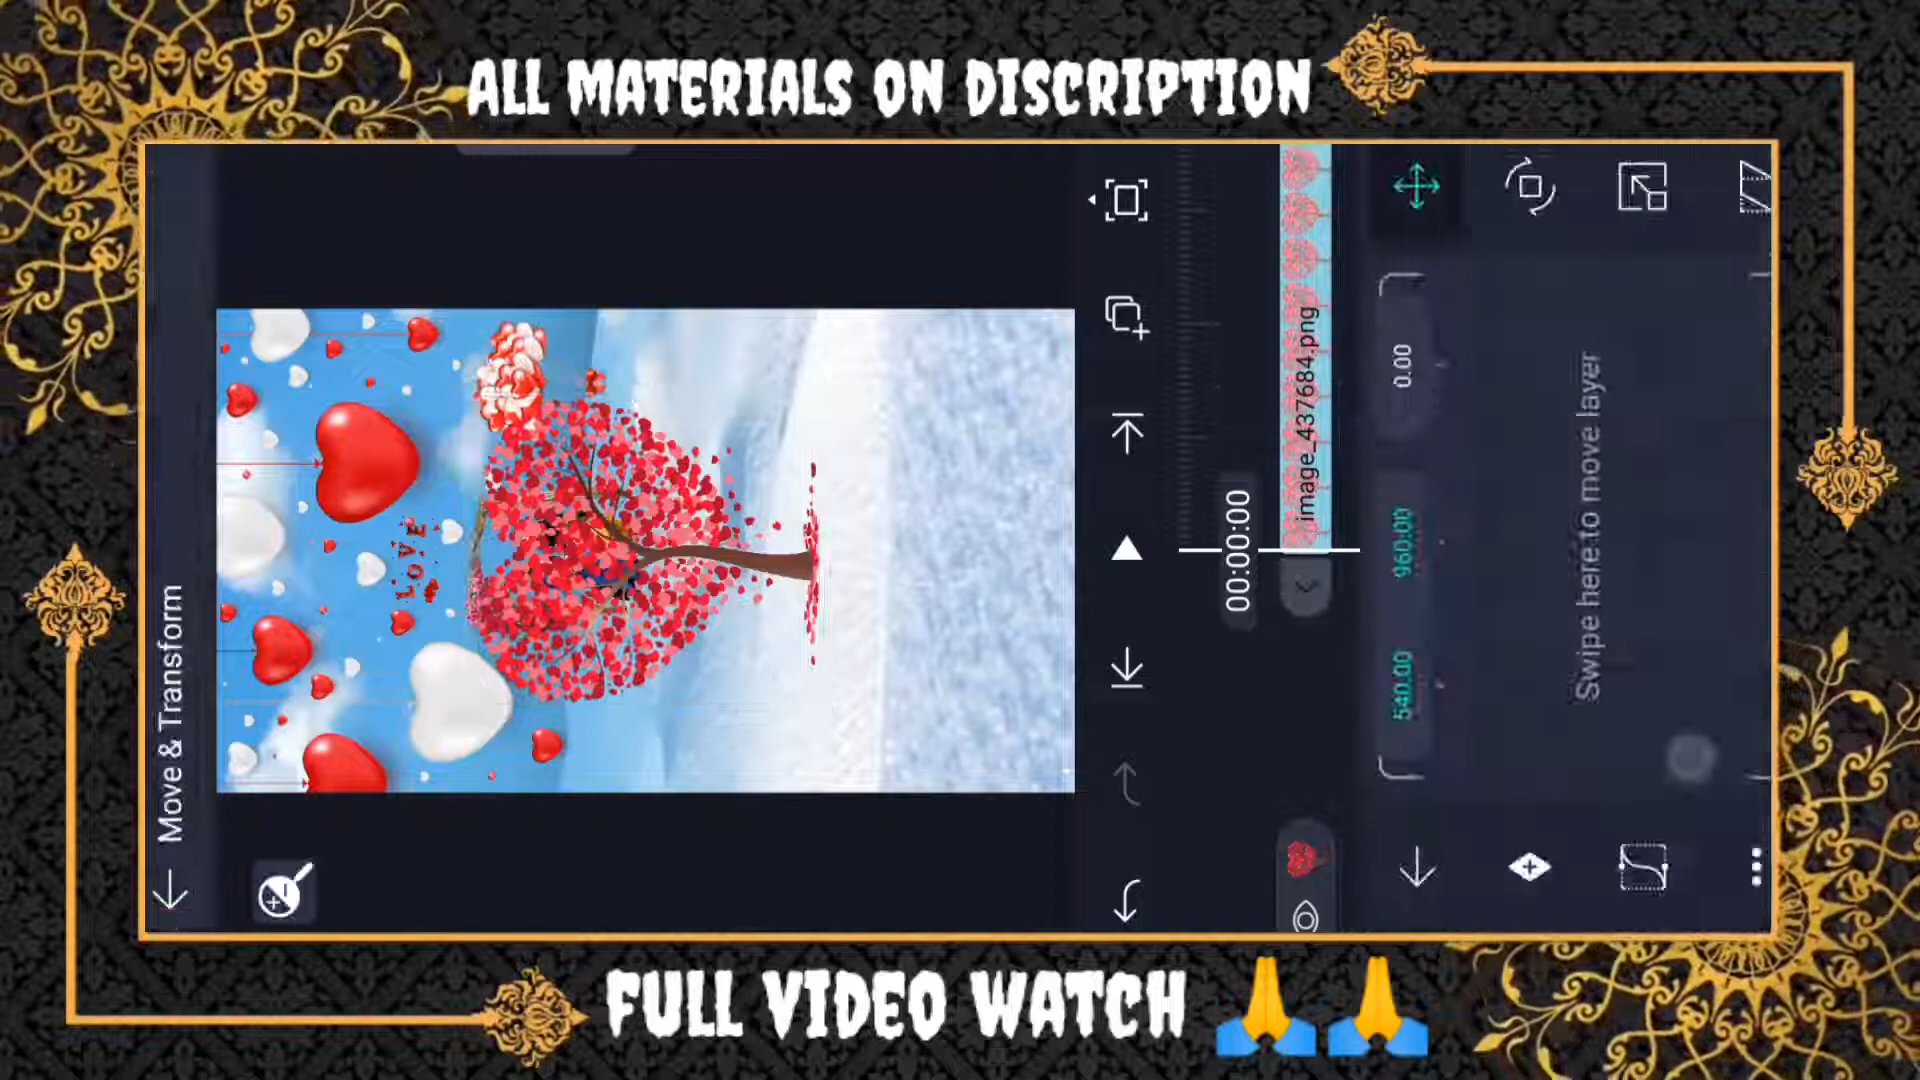 ALL MATERIALS ON DISCRIPTION
Move & Transform
LOVE
00:00:00
image_4376984.png
540.00 960.00 0.00
Swipe here to move layer
FULL VIDEO WATCH 🙏🙏